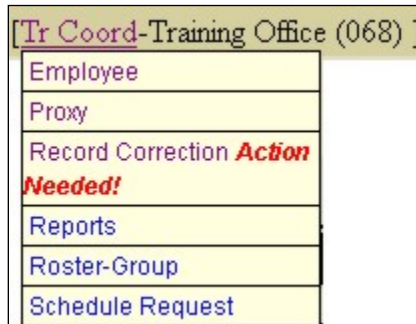 [Tr Coord-Training Office (068) ]
Employee
Proxy
Record Correction Action
Needed!
Reports
Roster-Group
Schedule Request